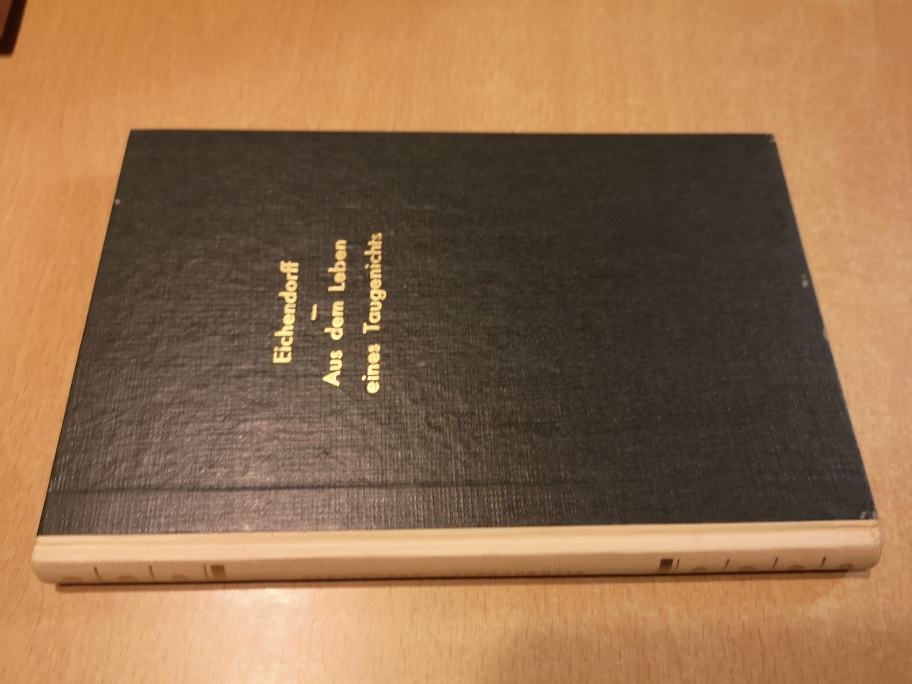 Eichendorff
—
Aus dem Leben
eines Taugenichts